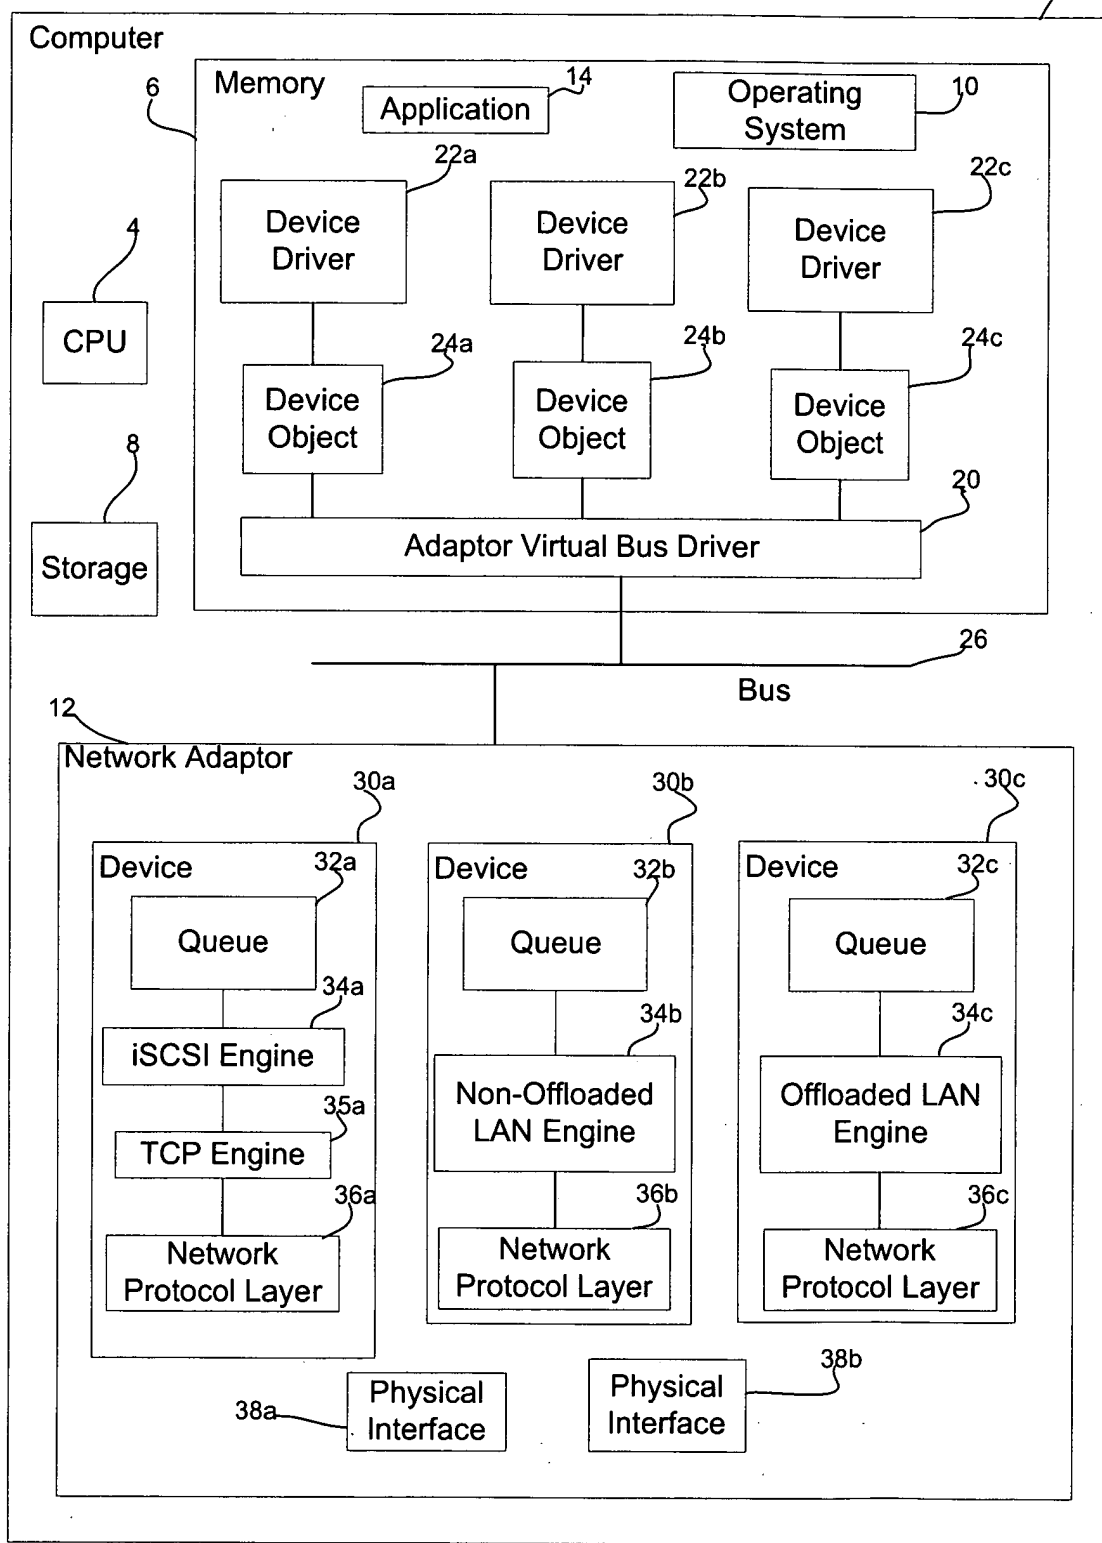 Computer
Memory
6
14
Application
Operating
System
10
22a
22b
22c
Device
Driver
Device
Driver
Device
Driver
4
CPU
24a
24b
24c
Device
Object
Device
Object
Device
Object
8
Storage
20
Adaptor Virtual Bus Driver
26
Bus
12
Network Adaptor
30a
30b
30c
Device
32a
Device
32b
Device
32c
Queue
Queue
Queue
34a
34b
34c
iSCSI Engine
Non-Offloaded
LAN Engine
Offloaded LAN
Engine
35a
TCP Engine
36a
36b
36c
Network
Protocol Layer
Network
Protocol Layer
Network
Protocol Layer
38a
Physical
Interface
Physical
Interface
38b